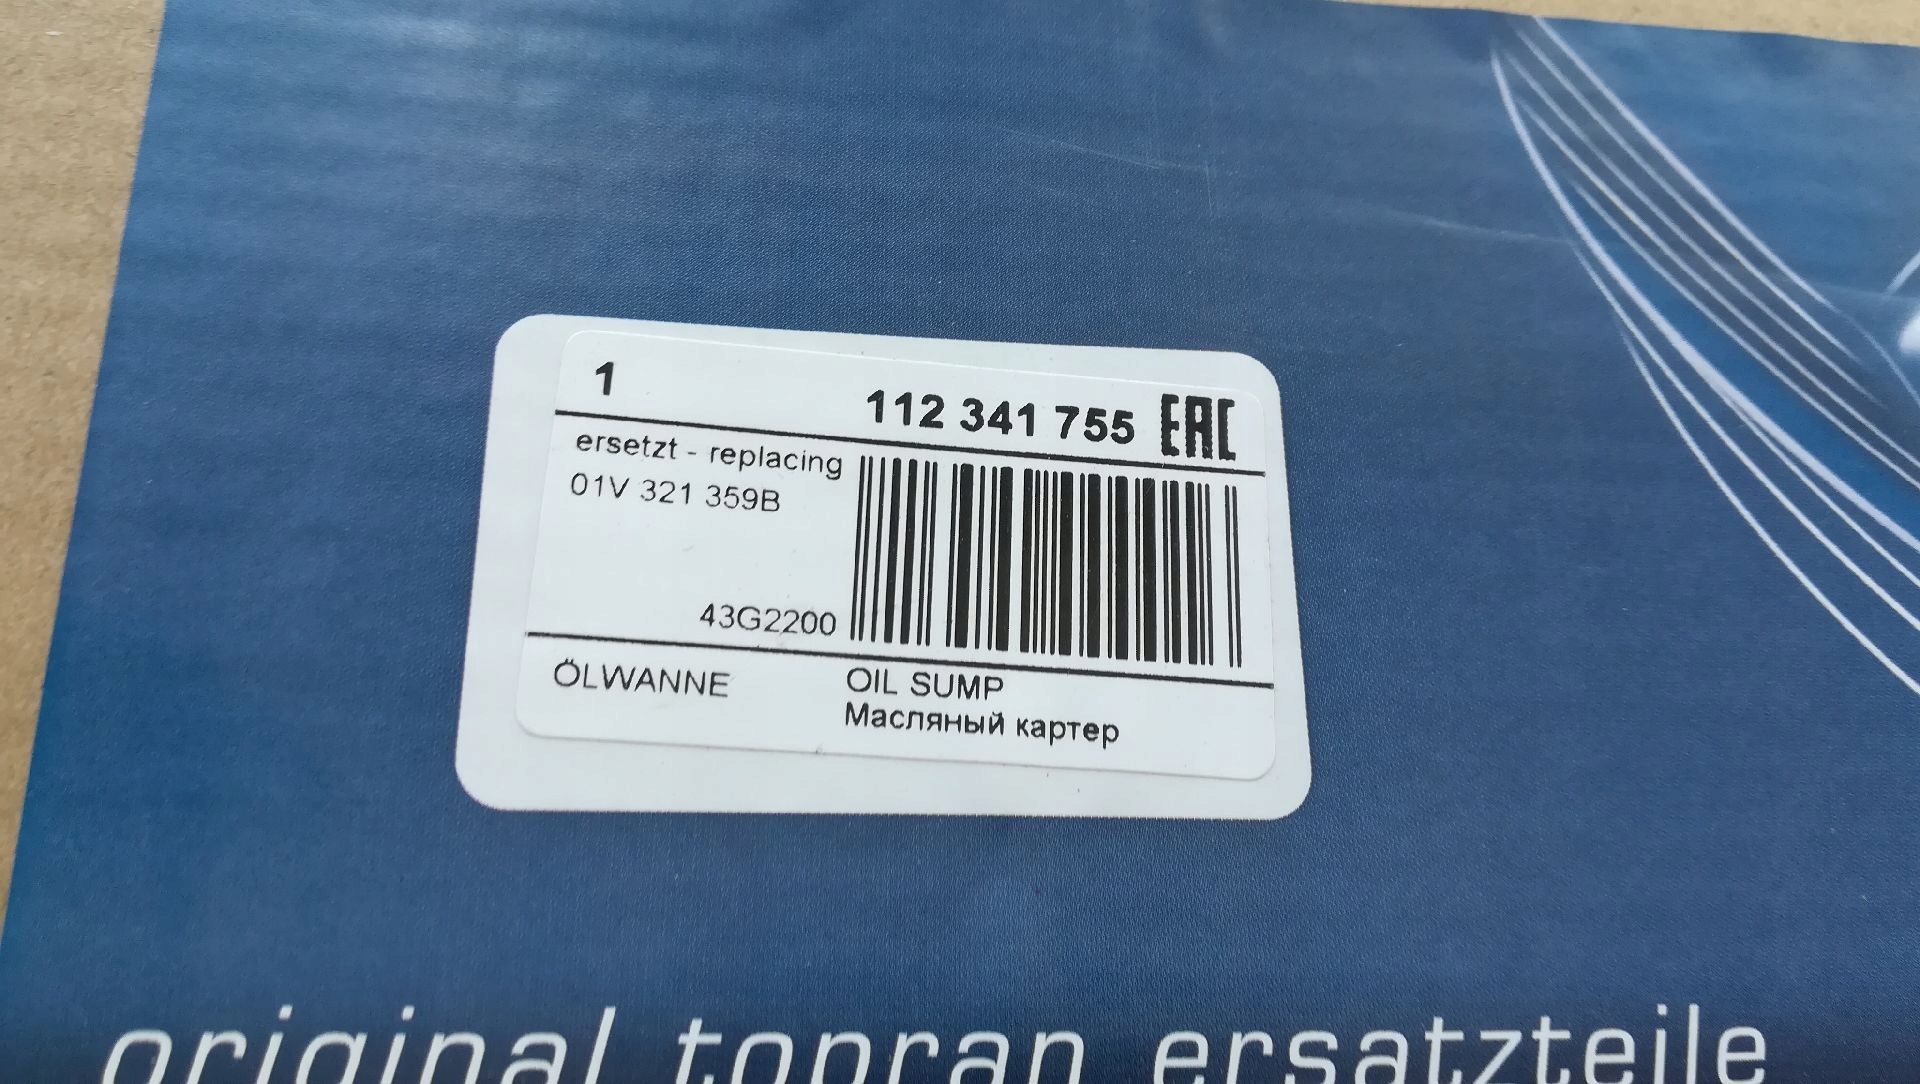 1
112 341 755 EAC
ersetzt - replacing
01V 321 359B
43G2200
ÖLWANNE
OIL SUMP
Масляный картер
original topran ersatzteile